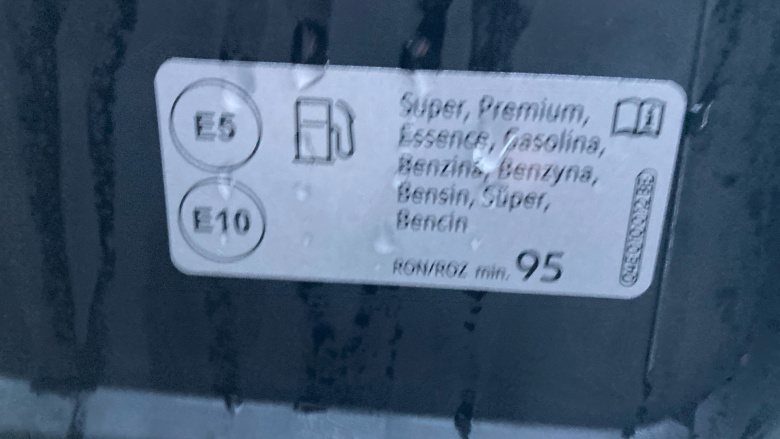 E5
E10
Super, Premium,
Essence, Gasolina,
Benzina, Benzyna,
Bensin, Süper,
Bencin
RON/ROZ min. 95